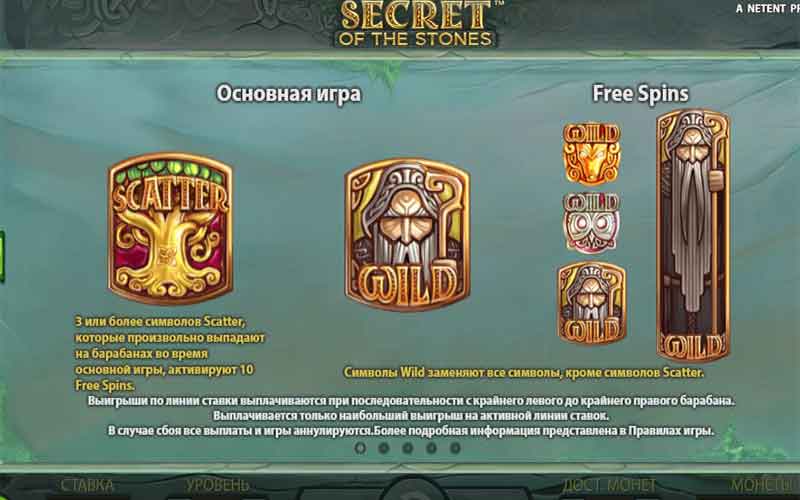 SECRET™
OF THE STONES
A NETENT PR
Основная игра
Free Spins
SCATTER
WILD
WILD
WILD
WILD
WILD
3 или более символов Scatter,
которые произвольно выпадают
на барабанах во время
основной игры, активируют 10
Free Spins.
Символы Wild заменяют все символы, кроме символов Scatter.
Выигрыши по линии ставки выплачиваются при последовательности с крайнего левого до крайнего правого барабана.
Выплачивается только наибольший выигрыш на активной линии ставок.
В случае сбоя все выплаты и игры аннулируются.Более подробная информация представлена в Правилах игры.
СТАВКА УРОВЕНЬ ДОСТ. МОНЕТ МОНЕТЫ